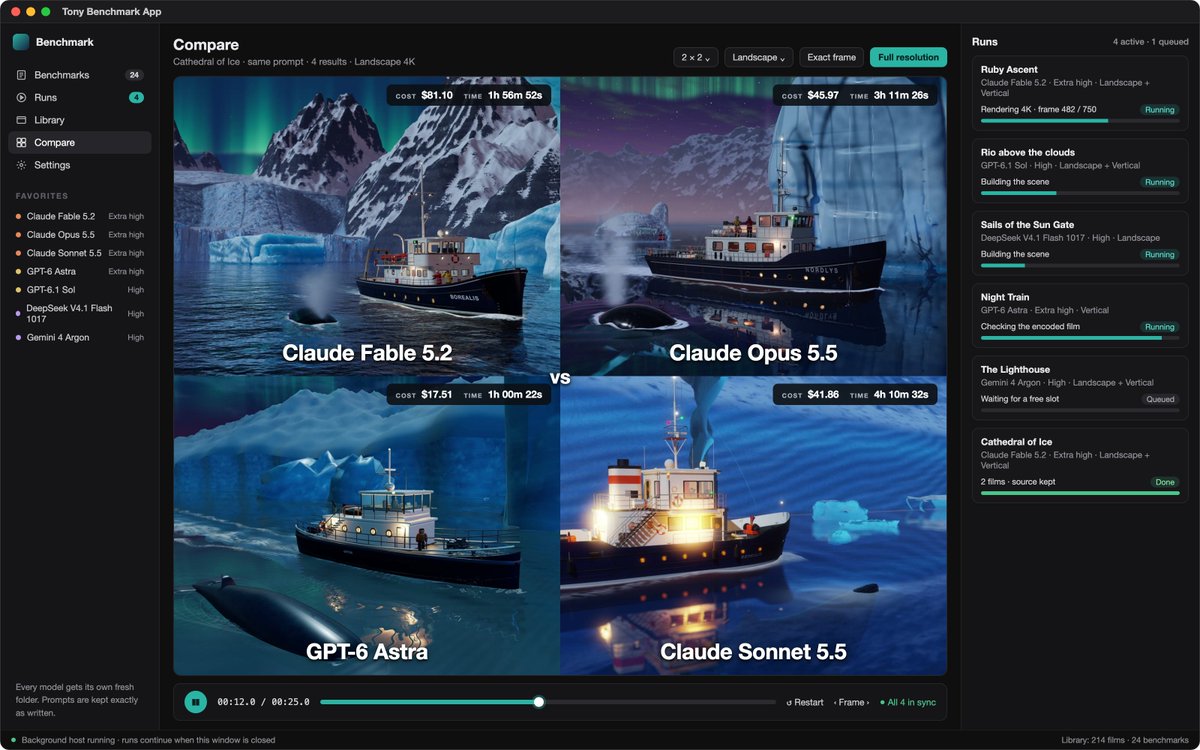 Tony Benchmark App
Benchmark
Benchmarks 24
Runs 4
Library
Compare
Settings
FAVORITES
Claude Fable 5.2 Extra high
Claude Opus 5.5 Extra high
Claude Sonnet 5.5 Extra high
GPT-6 Astra Extra high
GPT-6.1 Sol High
DeepSeek V4.1 Flash
1017 High
Gemini 4 Argon High
Every model gets its own fresh
folder. Prompts are kept exactly
as written.
Compare
Cathedral of Ice · same prompt · 4 results · Landscape 4K
2 × 2
Landscape
Exact frame
Full resolution
COST $81.10 TIME 1h 56m 52s
BOREALIS
Claude Fable 5.2
COST $45.97 TIME 3h 11m 26s
NORDLYS
Claude Opus 5.5
VS
COST $17.51 TIME 1h 00m 22s
GPT-6 Astra
COST $41.86 TIME 4h 10m 32s
Claude Sonnet 5.5
00:12.0 / 00:25.0
Restart
‹ Frame ›
All 4 in sync
Runs 4 active · 1 queued
Ruby Ascent
Claude Fable 5.2 · Extra high · Landscape +
Vertical
Rendering 4K · frame 482 / 750 Running
Rio above the clouds
GPT-6.1 Sol · High · Landscape + Vertical
Building the scene Running
Sails of the Sun Gate
DeepSeek V4.1 Flash 1017 · High · Landscape
Building the scene Running
Night Train
GPT-6 Astra · Extra high · Vertical
Checking the encoded film Running
The Lighthouse
Gemini 4 Argon · High · Landscape + Vertical
Waiting for a free slot Queued
Cathedral of Ice
Claude Fable 5.2 · Extra high · Landscape +
Vertical
2 films · source kept Done
Background host running · runs continue when this window is closed
Library: 214 films · 24 benchmarks